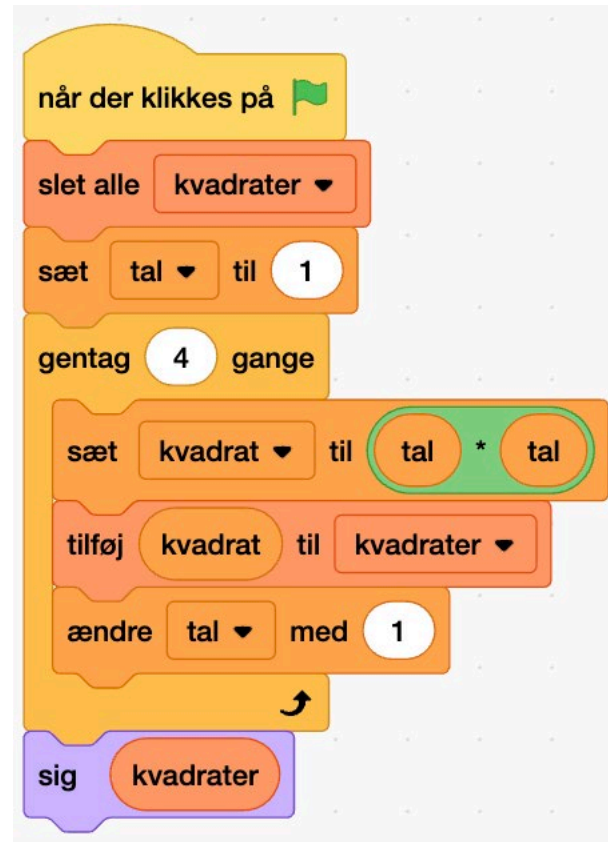 når der klikkes på
slet alle kvadrater
sæt tal til 1
gentag 4 gange
sæt kvadrat til tal * tal
tilføj kvadrat til kvadrater
ændre tal med 1
sig kvadrater